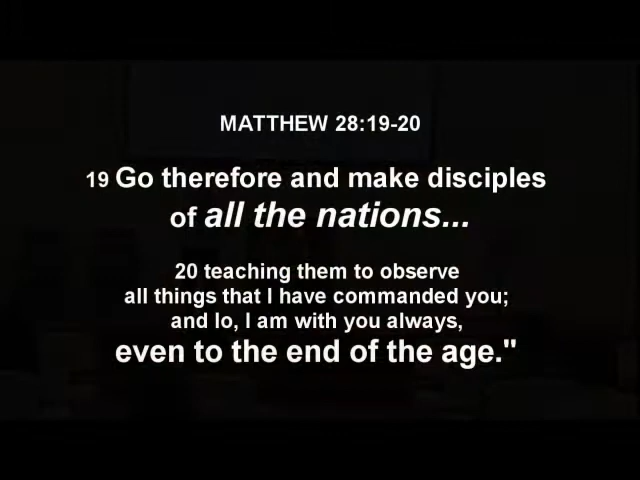 MATTHEW 28:19-20
19 Go therefore and make disciples
of all the nations...
20 teaching them to observe
all things that I have commanded you;
and lo, I am with you always,
even to the end of the age."